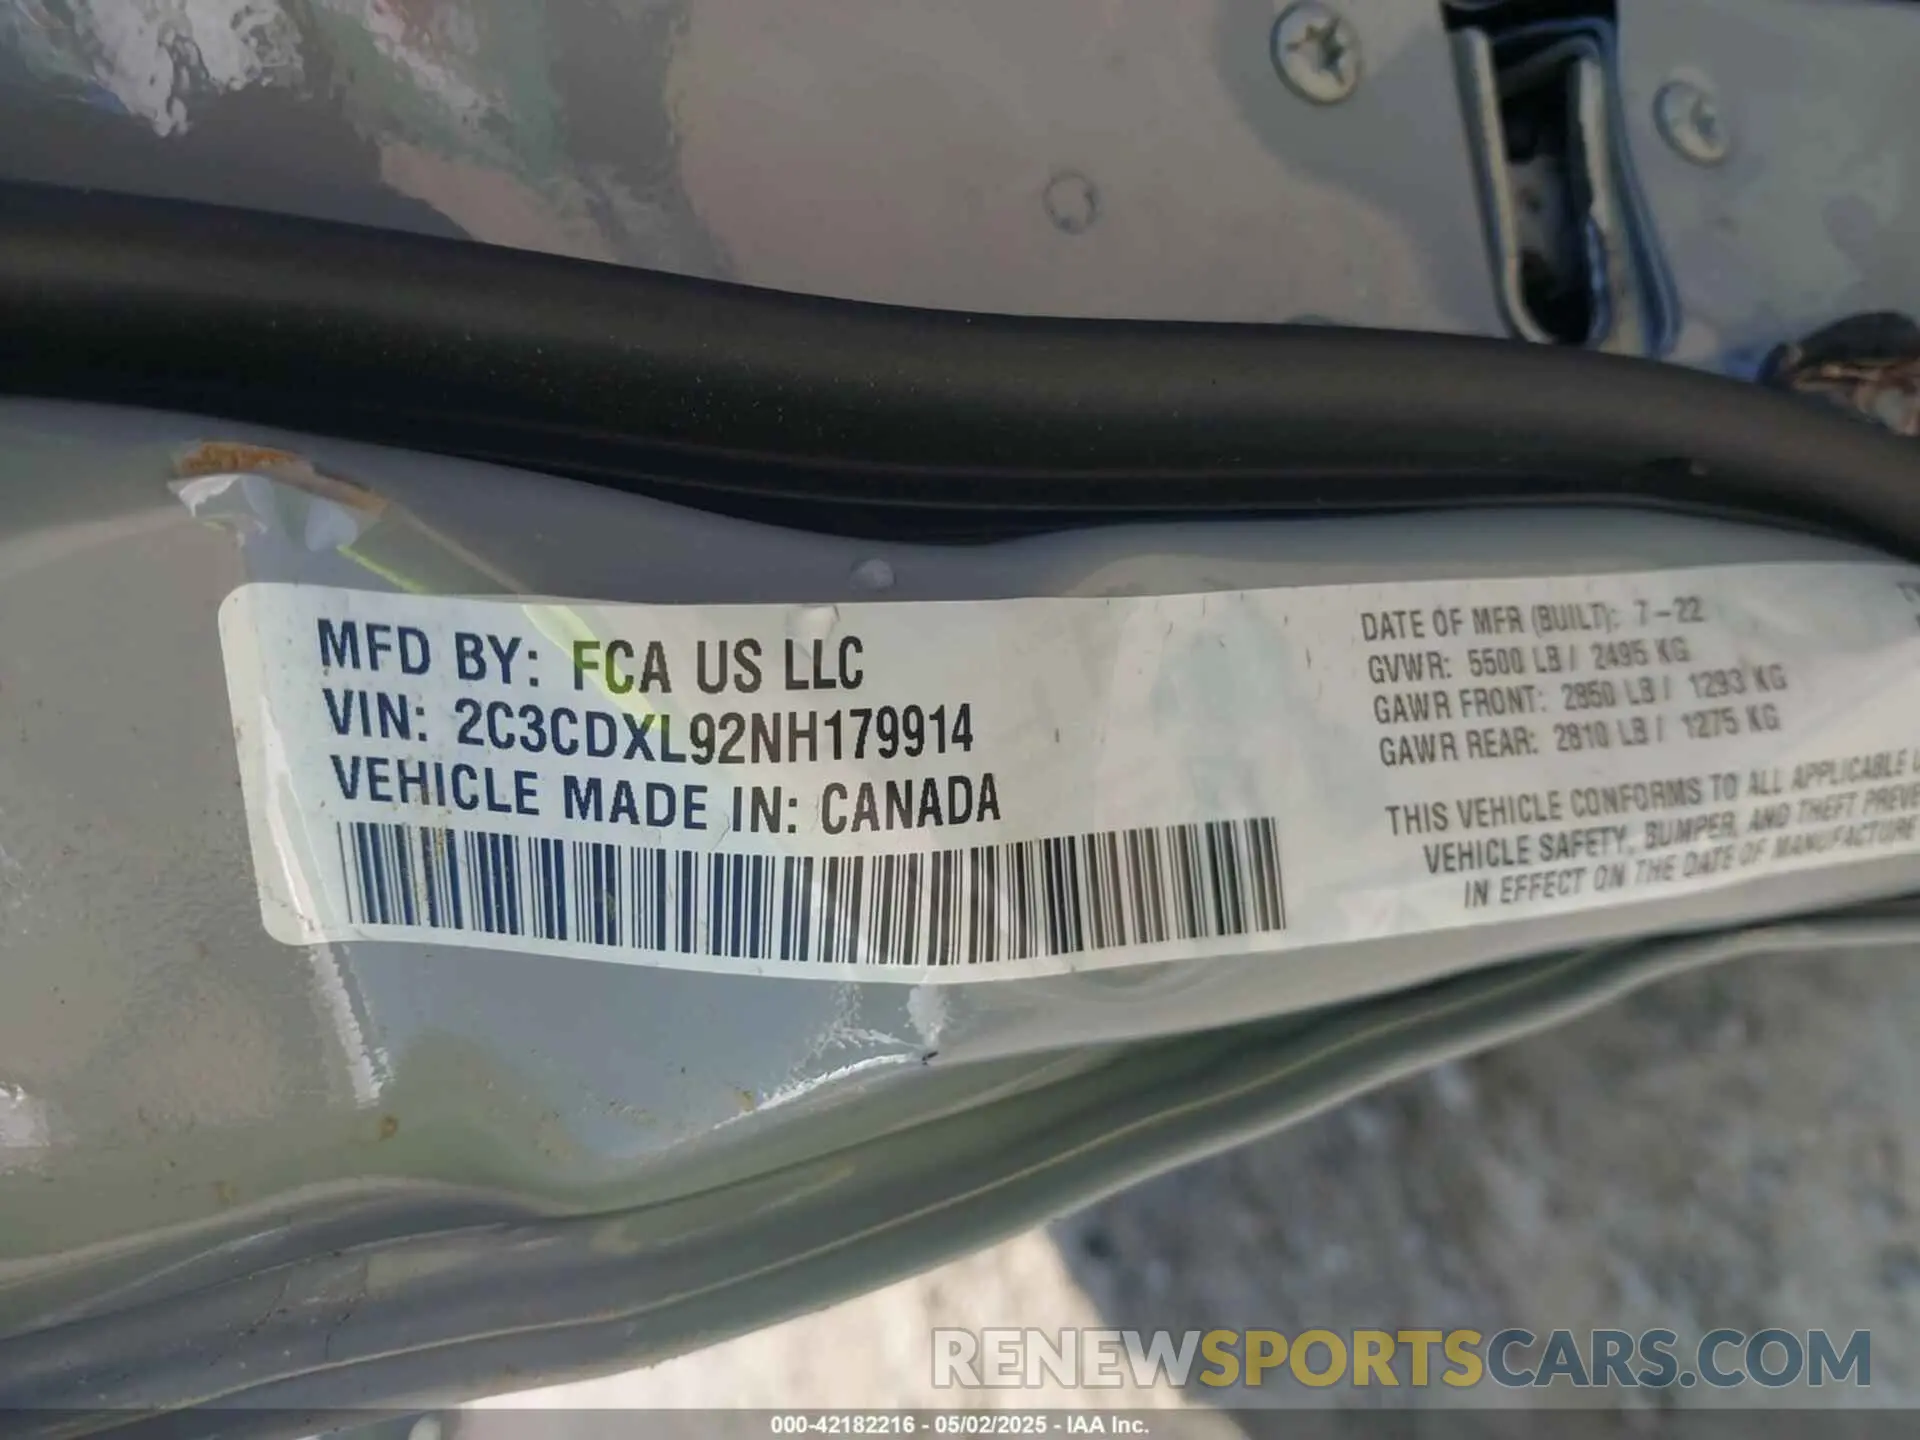 MFD BY: FCA US LLC
VIN: 2C3CDXL92NH179914
VEHICLE MADE IN: CANADA
DATE OF MFR (BUILT): 7-22
GVWR: 5500 LB / 2495 KG
GAWR FRONT: 2850 LB / 1293 KG
GAWR REAR: 2810 LB / 1275 KG
THIS VEHICLE CONFORMS TO ALL APPLICABLE
VEHICLE SAFETY, BUMPER, AND THEFT PREVE
IN EFFECT ON THE DATE OF MANUFACTURE
RENEWSPORTSCARS.COM
000-42182216 - 05/02/2025 - IAA Inc.